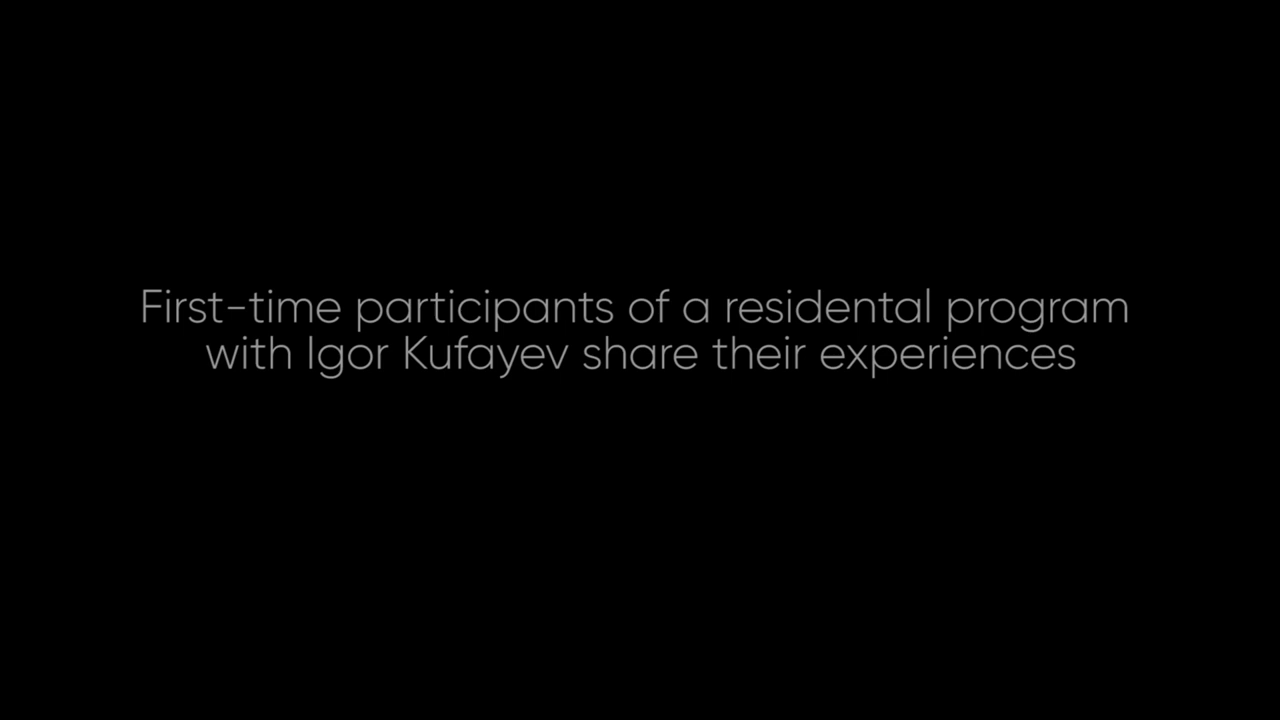 First-time participants of a residental program
with Igor Kufayev share their experiences